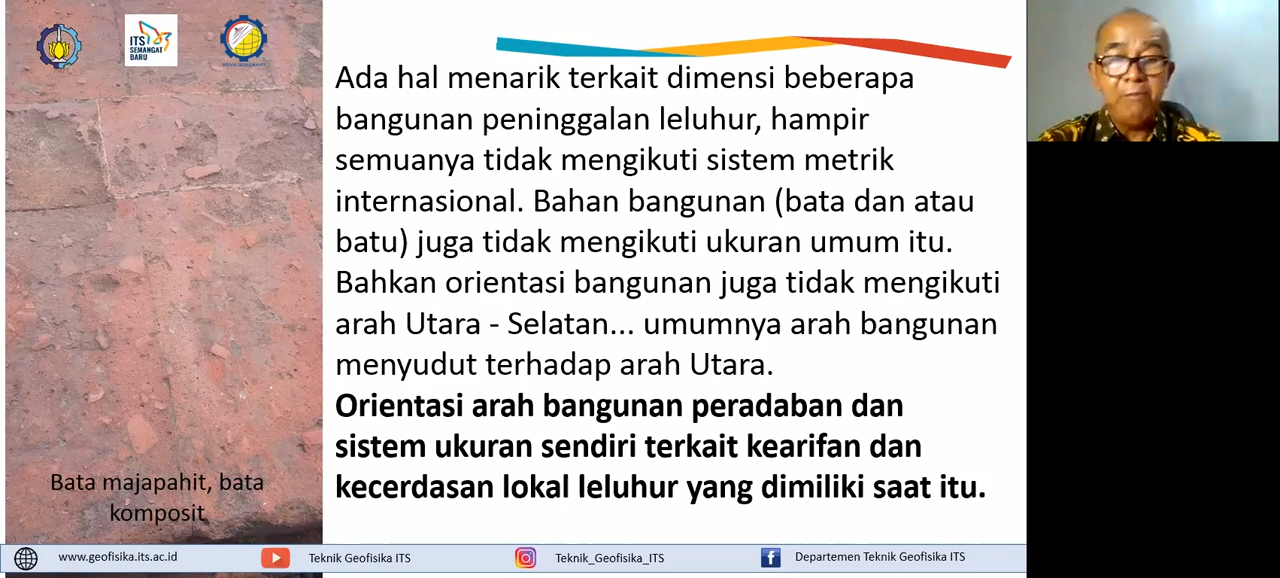 ITS
SEMANGAT
BARU
TEKNIK GEOFISIKA ITS
Ada hal menarik terkait dimensi beberapa
bangunan peninggalan leluhur, hampir
semuanya tidak mengikuti sistem metrik
internasional. Bahan bangunan (bata dan atau
batu) juga tidak mengikuti ukuran umum itu.
Bahkan orientasi bangunan juga tidak mengikuti
arah Utara - Selatan... umumnya arah bangunan
menyudut terhadap arah Utara.
Orientasi arah bangunan peradaban dan
sistem ukuran sendiri terkait kearifan dan
kecerdasan lokal leluhur yang dimiliki saat itu.
Bata majapahit, bata
komposit
www.geofisika.its.ac.id
Teknik Geofisika ITS
Teknik_Geofisika_ITS
Departemen Teknik Geofisika ITS